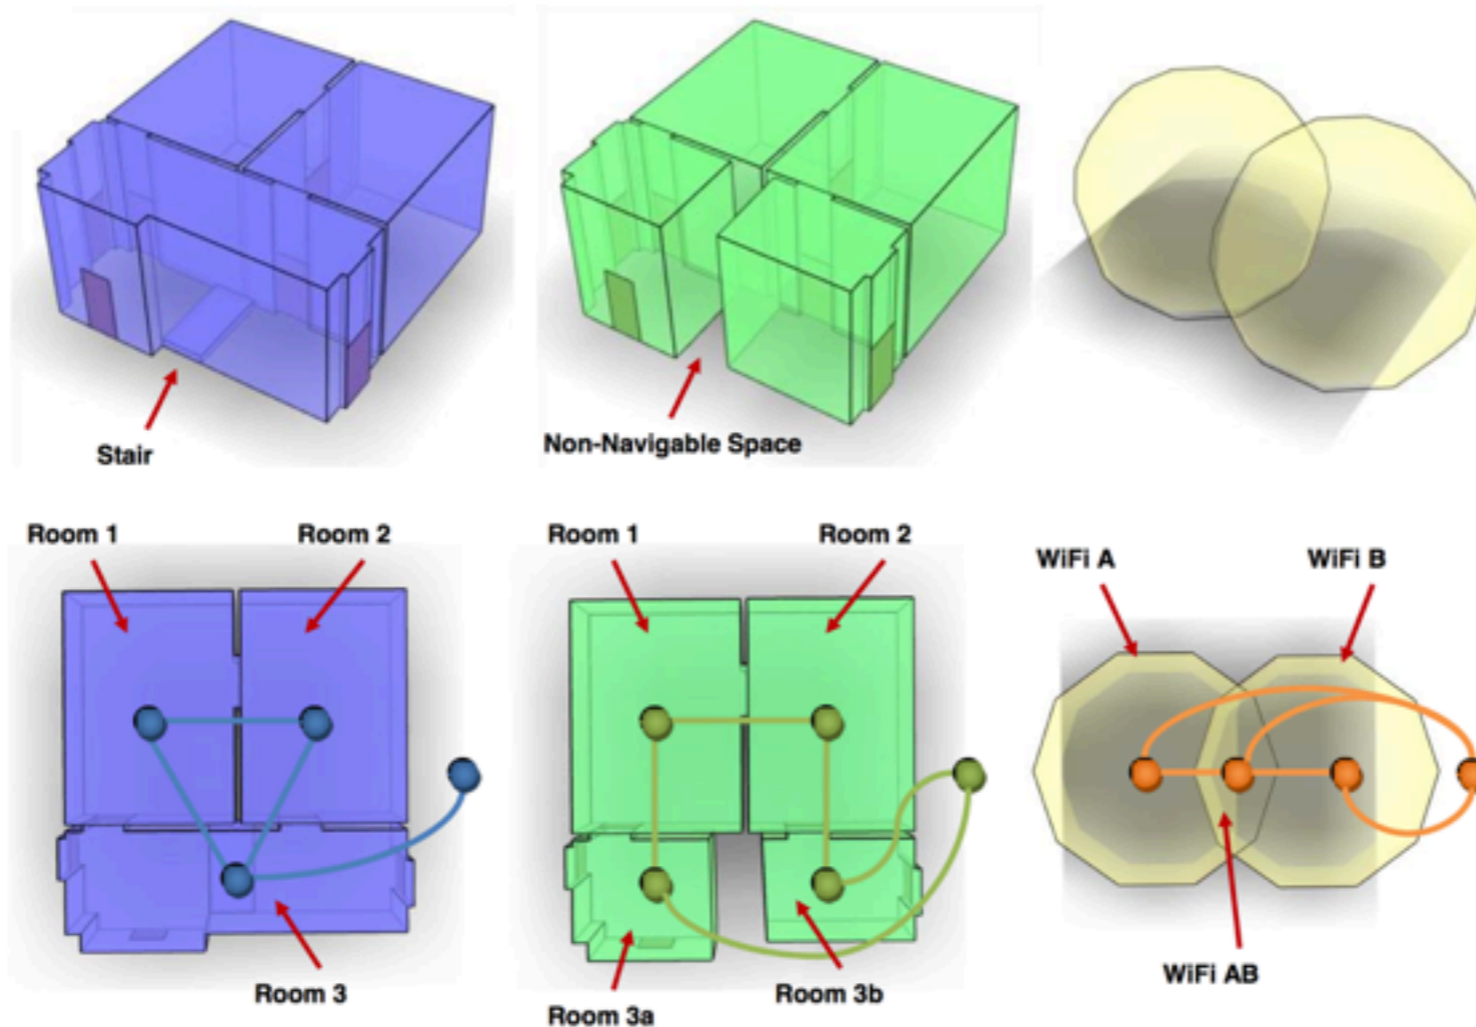 Stair
Non-Navigable Space
Room 1
Room 2
Room 1
Room 2
WiFi A
WiFi B
Room 3
Room 3a
Room 3b
WiFi AB